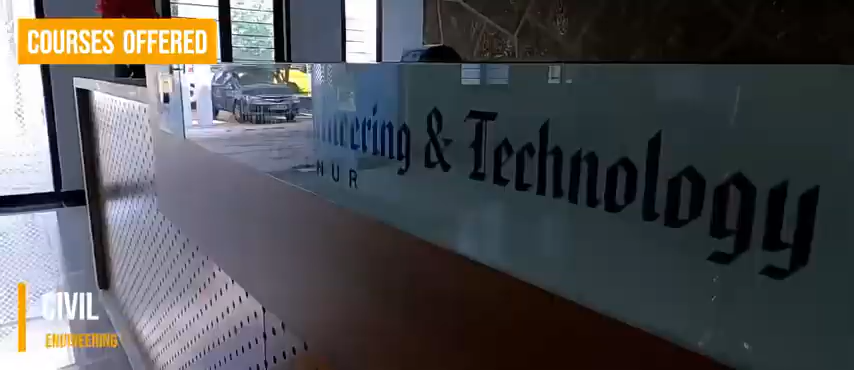 COURSES OFFERED
ineering & Technology
NUR
CIVIL
ENGINEERING